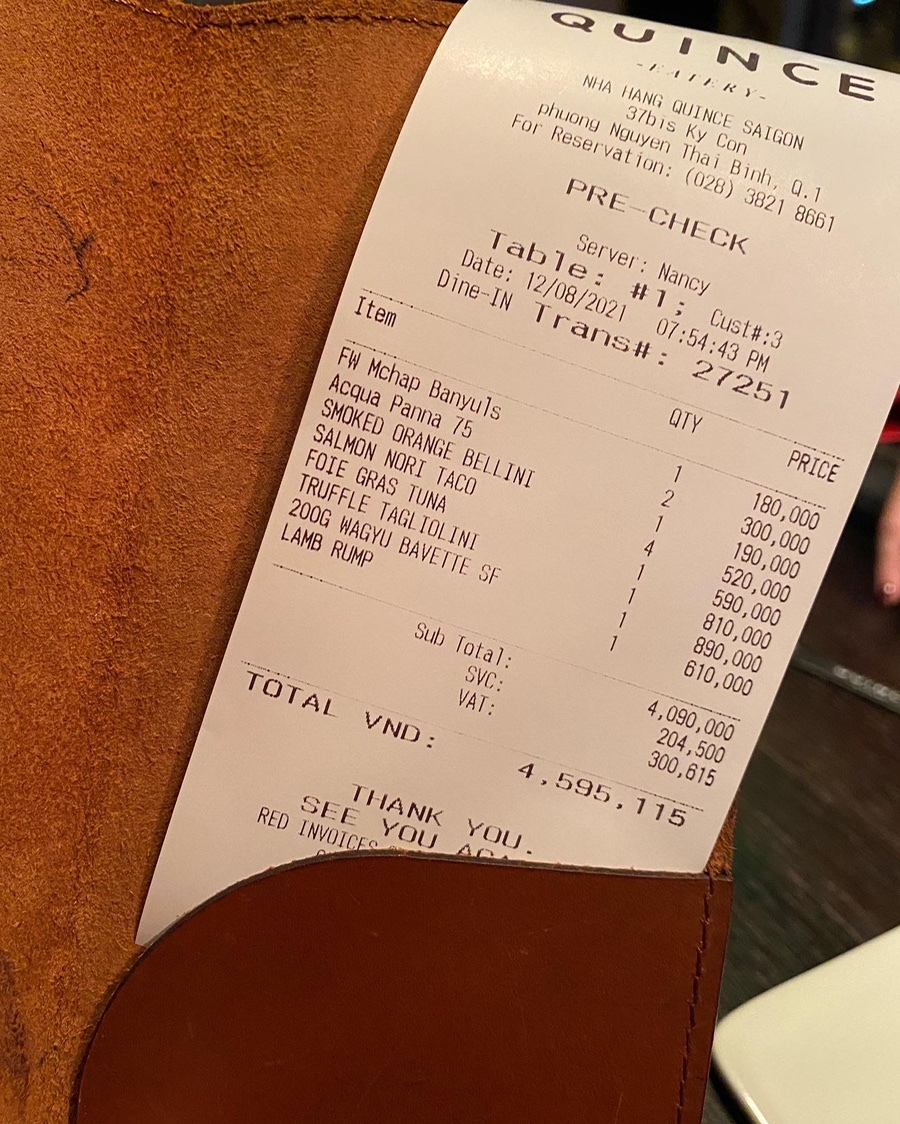 QUINCE
-EATERY-
NHA HANG QUINCE SAIGON
37bis Ky Con
phuong Nguyen Thai Binh, Q.1
For Reservation: (028) 3821 8661
PRE-CHECK
Server: Nancy
Table: #1; Cust#:3
Date: 12/08/2021 07:54:43 PM
Dine-IN Trans#: 27251
Item QTY PRICE
FW Mchap Banyuls 1 180,000
Acqua Panna 75 2 300,000
SMOKED ORANGE BELLINI 1 190,000
SALMON NORI TACO 4 520,000
FOIE GRAS TUNA 1 590,000
TRUFFLE TAGLIOLINI 1 810,000
200G WAGYU BAVETTE SF 1 890,000
LAMB RUMP 1 610,000
Sub Total: 4,090,000
SVC: 204,500
VAT: 300,615
TOTAL VND: 4,595,115
THANK YOU.
SEE YOU
RED INVOICES